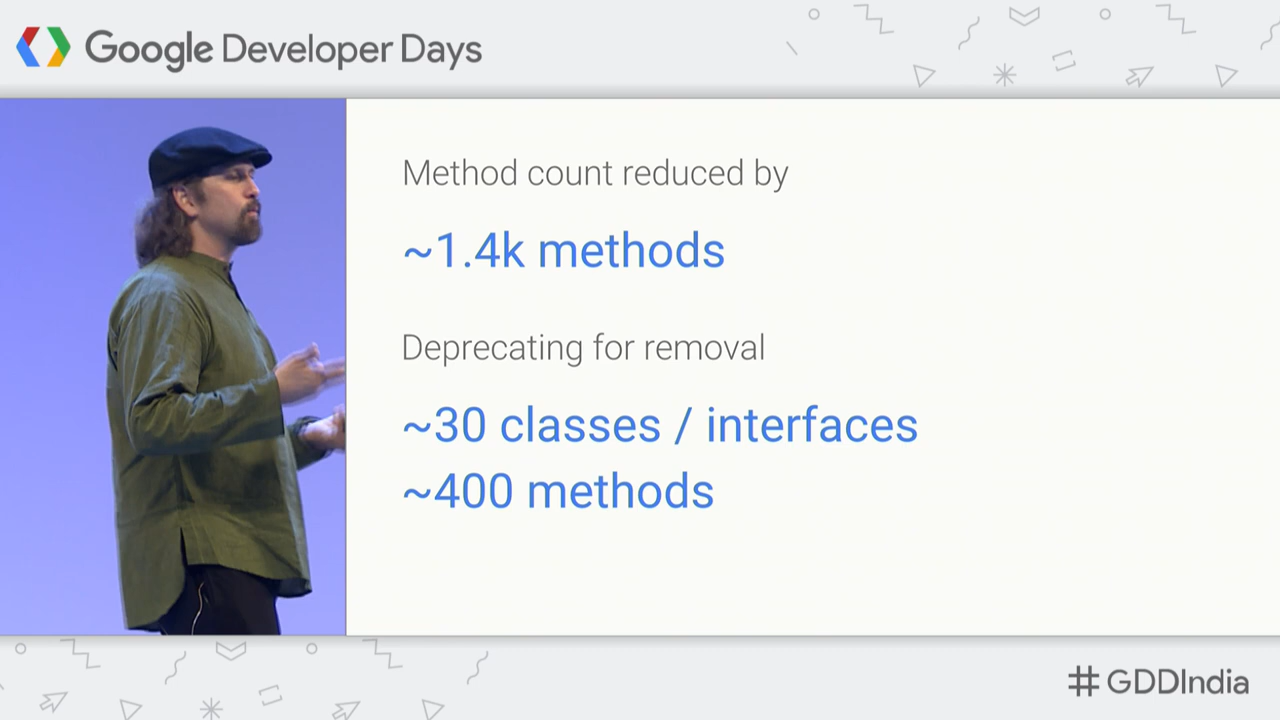 Google Developer Days
Method count reduced by
~1.4k methods
Deprecating for removal
~30 classes / interfaces
~400 methods
#GDDIndia